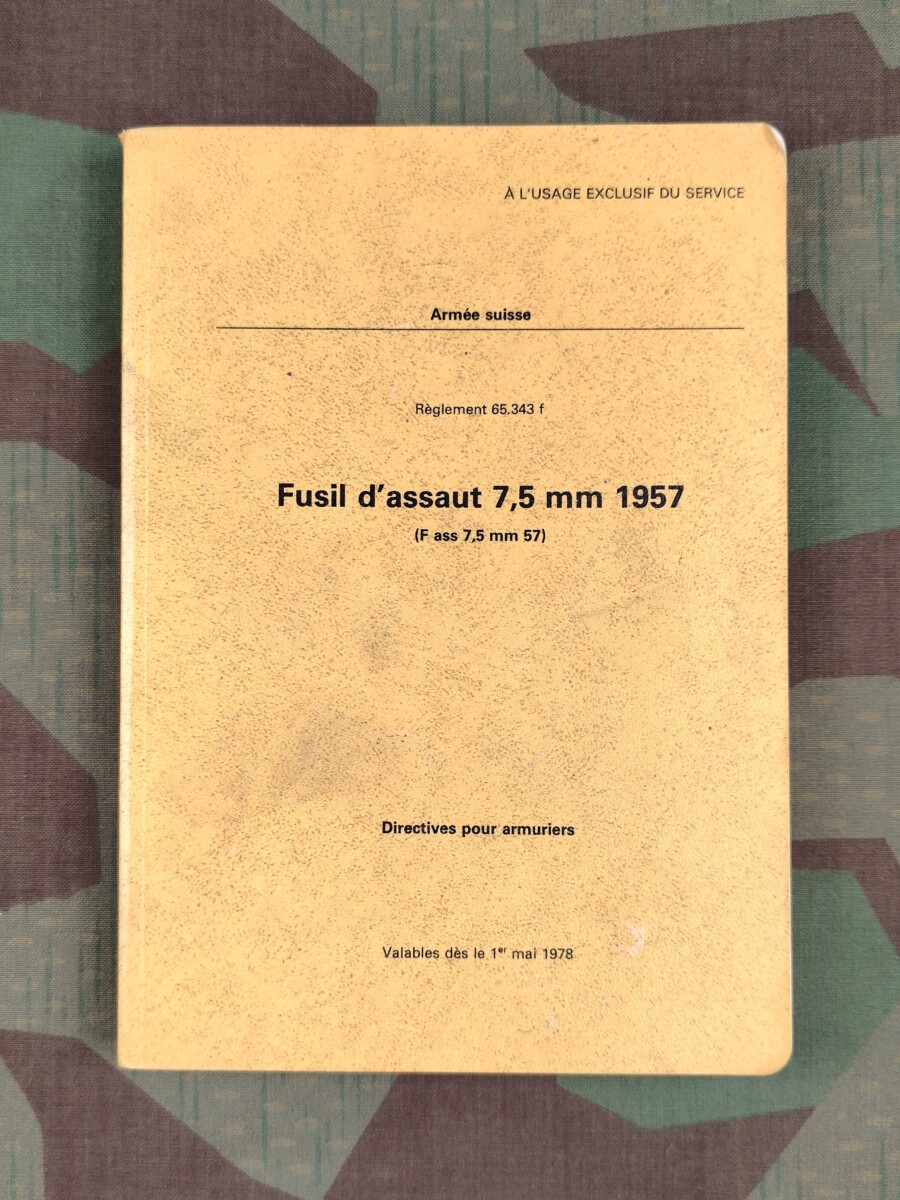 À L'USAGE EXCLUSIF DU SERVICE
Armée suisse
Règlement 65.343 f
Fusil d'assaut 7,5 mm 1957
(F ass 7,5 mm 57)
Directives pour armuriers
Valables dès le 1er mai 1978